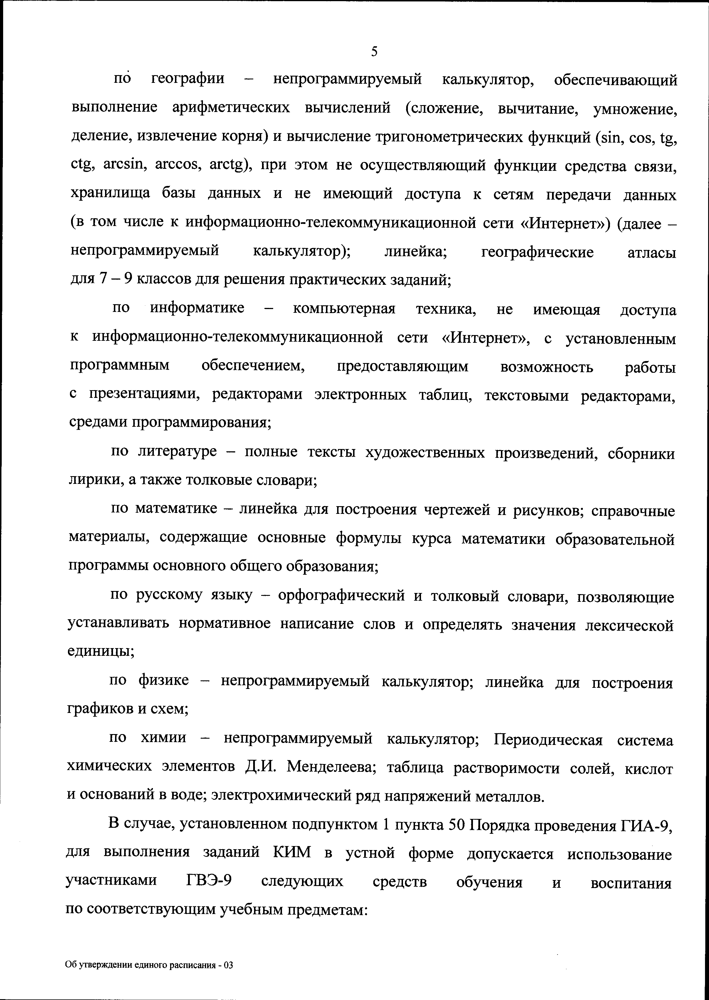 5
по географии – непрограммируемый калькулятор, обеспечивающий
выполнение арифметических вычислений (сложение, вычитание, умножение,
деление, извлечение корня) и вычисление тригонометрических функций (sin, cos, tg,
ctg, arcsin, arccos, arctg), при этом не осуществляющий функции средства связи,
хранилища базы данных и не имеющий доступа к сетям передачи данных
(в том числе к информационно-телекоммуникационной сети «Интернет») (далее –
непрограммируемый калькулятор); линейка; географические атласы
для 7 – 9 классов для решения практических заданий;
по информатике – компьютерная техника, не имеющая доступа
к информационно-телекоммуникационной сети «Интернет», с установленным
программным обеспечением, предоставляющим возможность работы
с презентациями, редакторами электронных таблиц, текстовыми редакторами,
средами программирования;
по литературе – полные тексты художественных произведений, сборники
лирики, а также толковые словари;
по математике – линейка для построения чертежей и рисунков; справочные
материалы, содержащие основные формулы курса математики образовательной
программы основного общего образования;
по русскому языку – орфографический и толковый словари, позволяющие
устанавливать нормативное написание слов и определять значения лексической
единицы;
по физике – непрограммируемый калькулятор; линейка для построения
графиков и схем;
по химии – непрограммируемый калькулятор; Периодическая система
химических элементов Д.И. Менделеева; таблица растворимости солей, кислот
и оснований в воде; электрохимический ряд напряжений металлов.
В случае, установленном подпунктом 1 пункта 50 Порядка проведения ГИА-9,
для выполнения заданий КИМ в устной форме допускается использование
участниками ГВЭ-9 следующих средств обучения и воспитания
по соответствующим учебным предметам:
Об утверждении единого расписания - 03